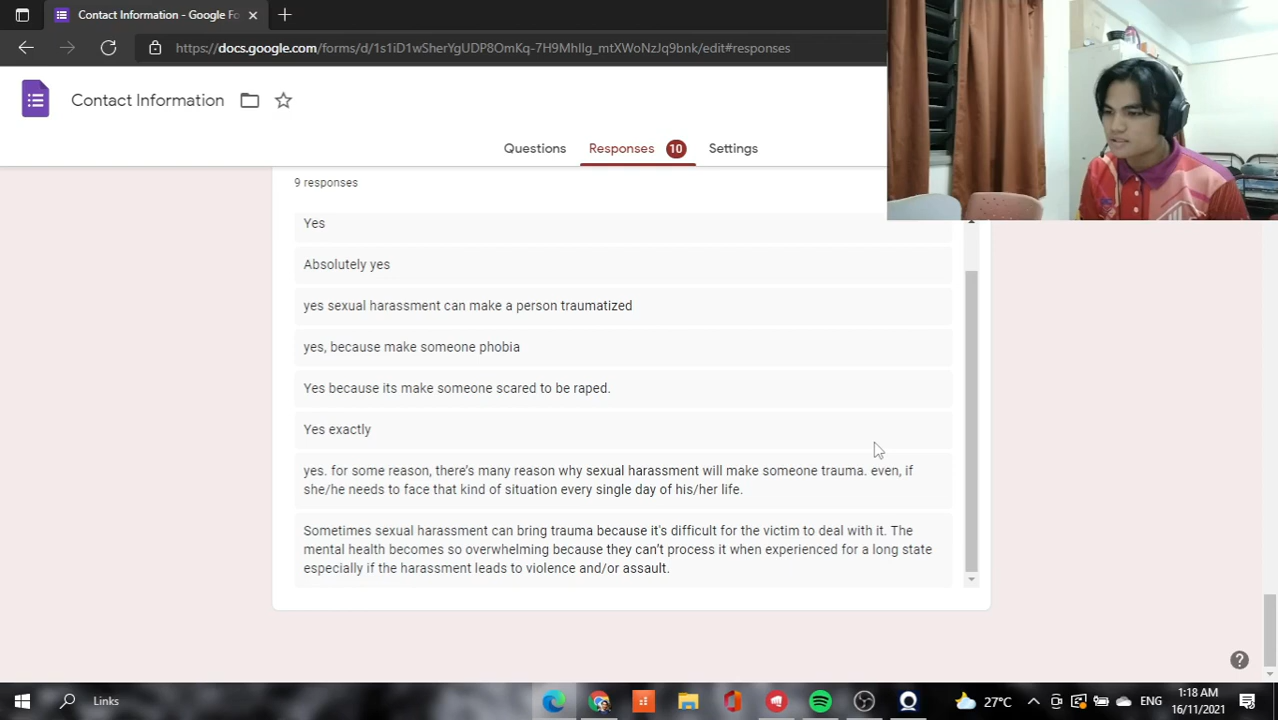 Contact Information - Google Fo
https://docs.google.com/forms/d/1s1iD1wSherYgUDP8OmKq-7H9MhIlg_mtXWoNzJq9bnk/edit#responses
Contact Information
Questions
Responses 10
Settings
9 responses
Yes
Absolutely yes
yes sexual harassment can make a person traumatized
yes, because make someone phobia
Yes because its make someone scared to be raped.
Yes exactly
yes. for some reason, there's many reason why sexual harassment will make someone trauma. even, if
she/he needs to face that kind of situation every single day of his/her life.
Sometimes sexual harassment can bring trauma because it's difficult for the victim to deal with it. The
mental health becomes so overwhelming because they can't process it when experienced for a long state
especially if the harassment leads to violence and/or assault.
Links
27°C
ENG
1:18 AM
16/11/2021